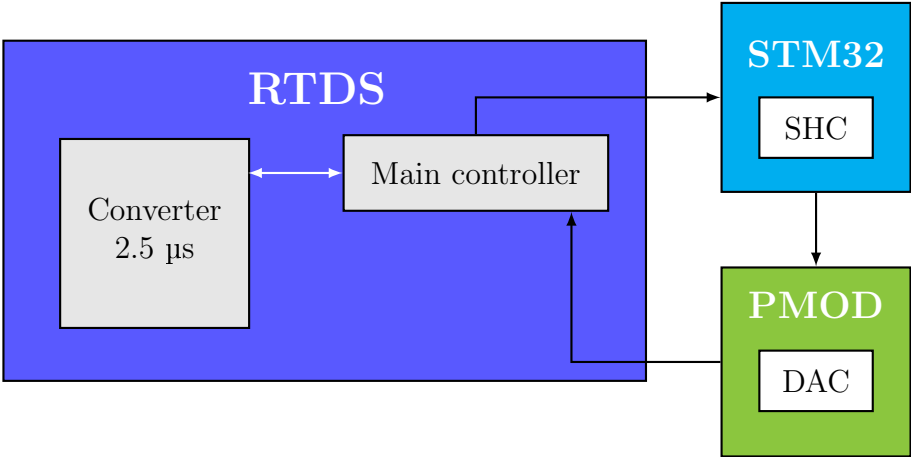 RTDS
Converter
2.5 µs
Main controller
STM32
SHC
PMOD
DAC